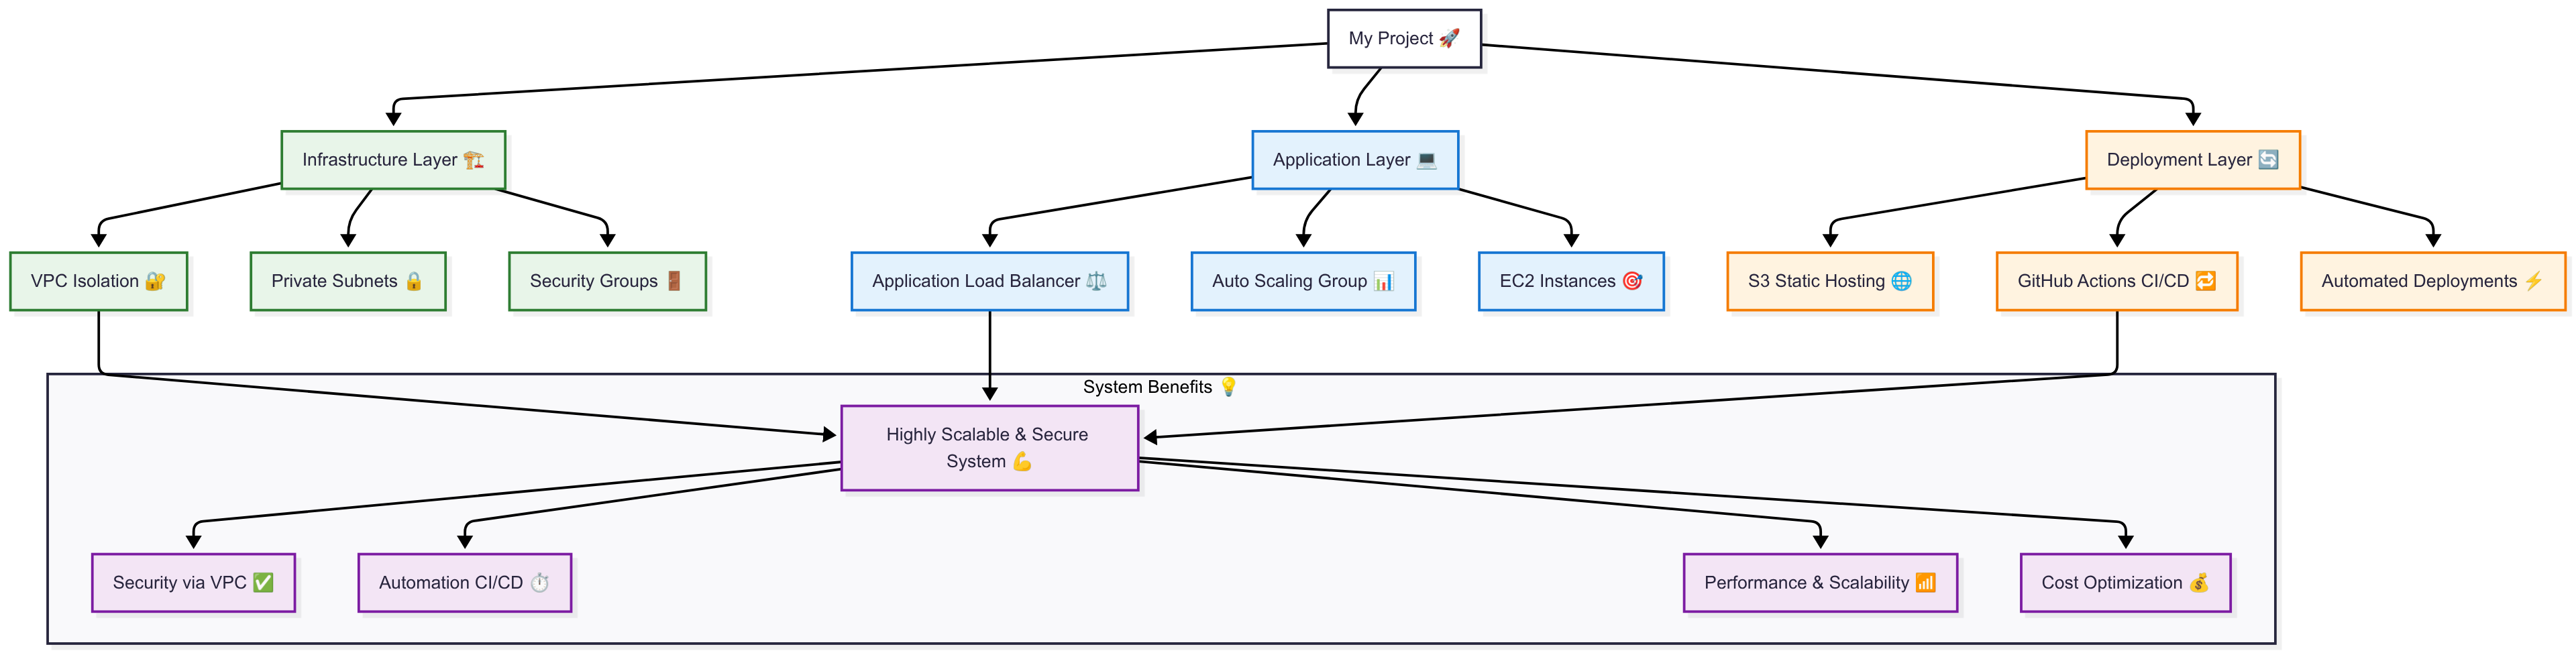 My Project 🚀
Infrastructure Layer 🏗️
Application Layer 💻
Deployment Layer 🔄
VPC Isolation 🔐
Private Subnets 🔒
Security Groups 🚪
Application Load Balancer ⚖️
Auto Scaling Group 📊
EC2 Instances 🎯
S3 Static Hosting 🌐
GitHub Actions CI/CD 🔁
Automated Deployments ⚡
System Benefits 💡
Highly Scalable & Secure
System 💪
Security via VPC ✅
Automation CI/CD ⏱️
Performance & Scalability 📶
Cost Optimization 💰